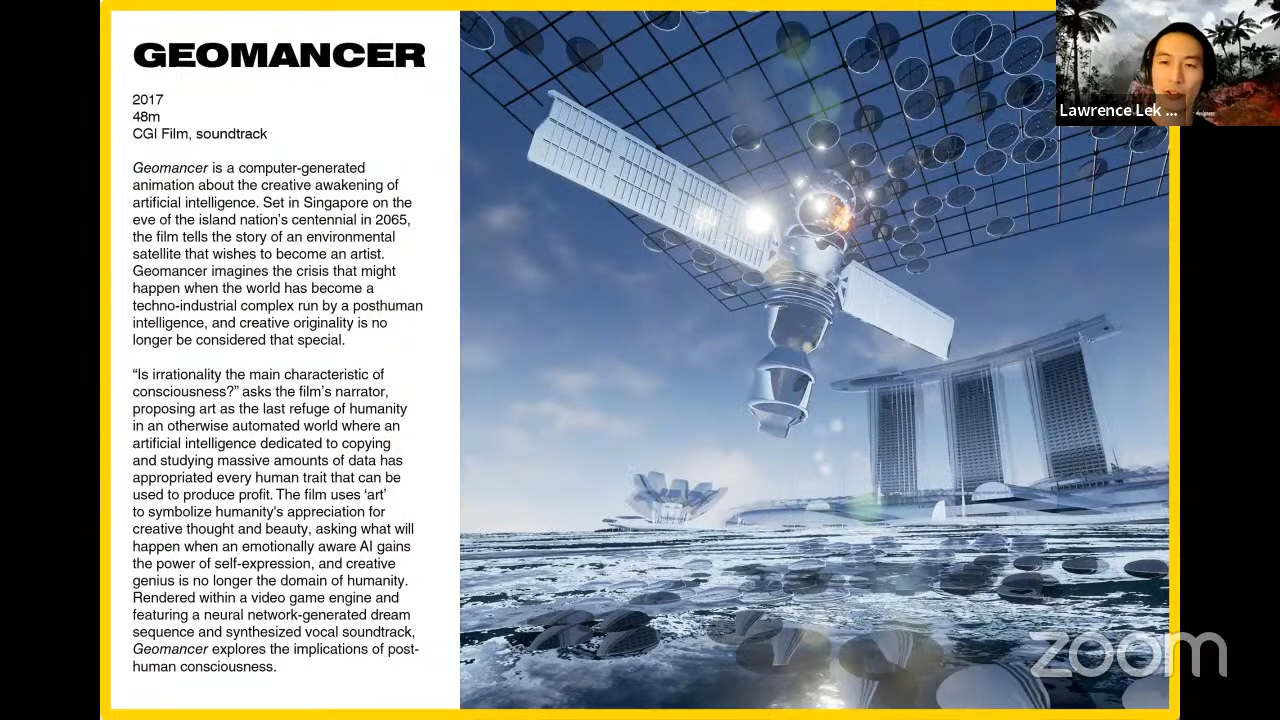 GEOMANCER
2017
48m
CGI Film, soundtrack
Geomancer is a computer-generated
animation about the creative awakening of
artificial intelligence. Set in Singapore on the
eve of the island nation's centennial in 2065,
the film tells the story of an environmental
satellite that wishes to become an artist.
Geomancer imagines the crisis that might
happen when the world has become a
techno-industrial complex run by a posthuman
intelligence, and creative originality is no
longer be considered that special.
“Is irrationality the main characteristic of
consciousness?” asks the film's narrator,
proposing art as the last refuge of humanity
in an otherwise automated world where an
artificial intelligence dedicated to copying
and studying massive amounts of data has
appropriated every human trait that can be
used to produce profit. The film uses ‘art’
to symbolize humanity's appreciation for
creative thought and beauty, asking what will
happen when an emotionally aware AI gains
the power of self-expression, and creative
genius is no longer the domain of humanity.
Rendered within a video game engine and
featuring a neural network-generated dream
sequence and synthesized vocal soundtrack,
Geomancer explores the implications of post-
human consciousness.
Lawrence Lek ...
zoom